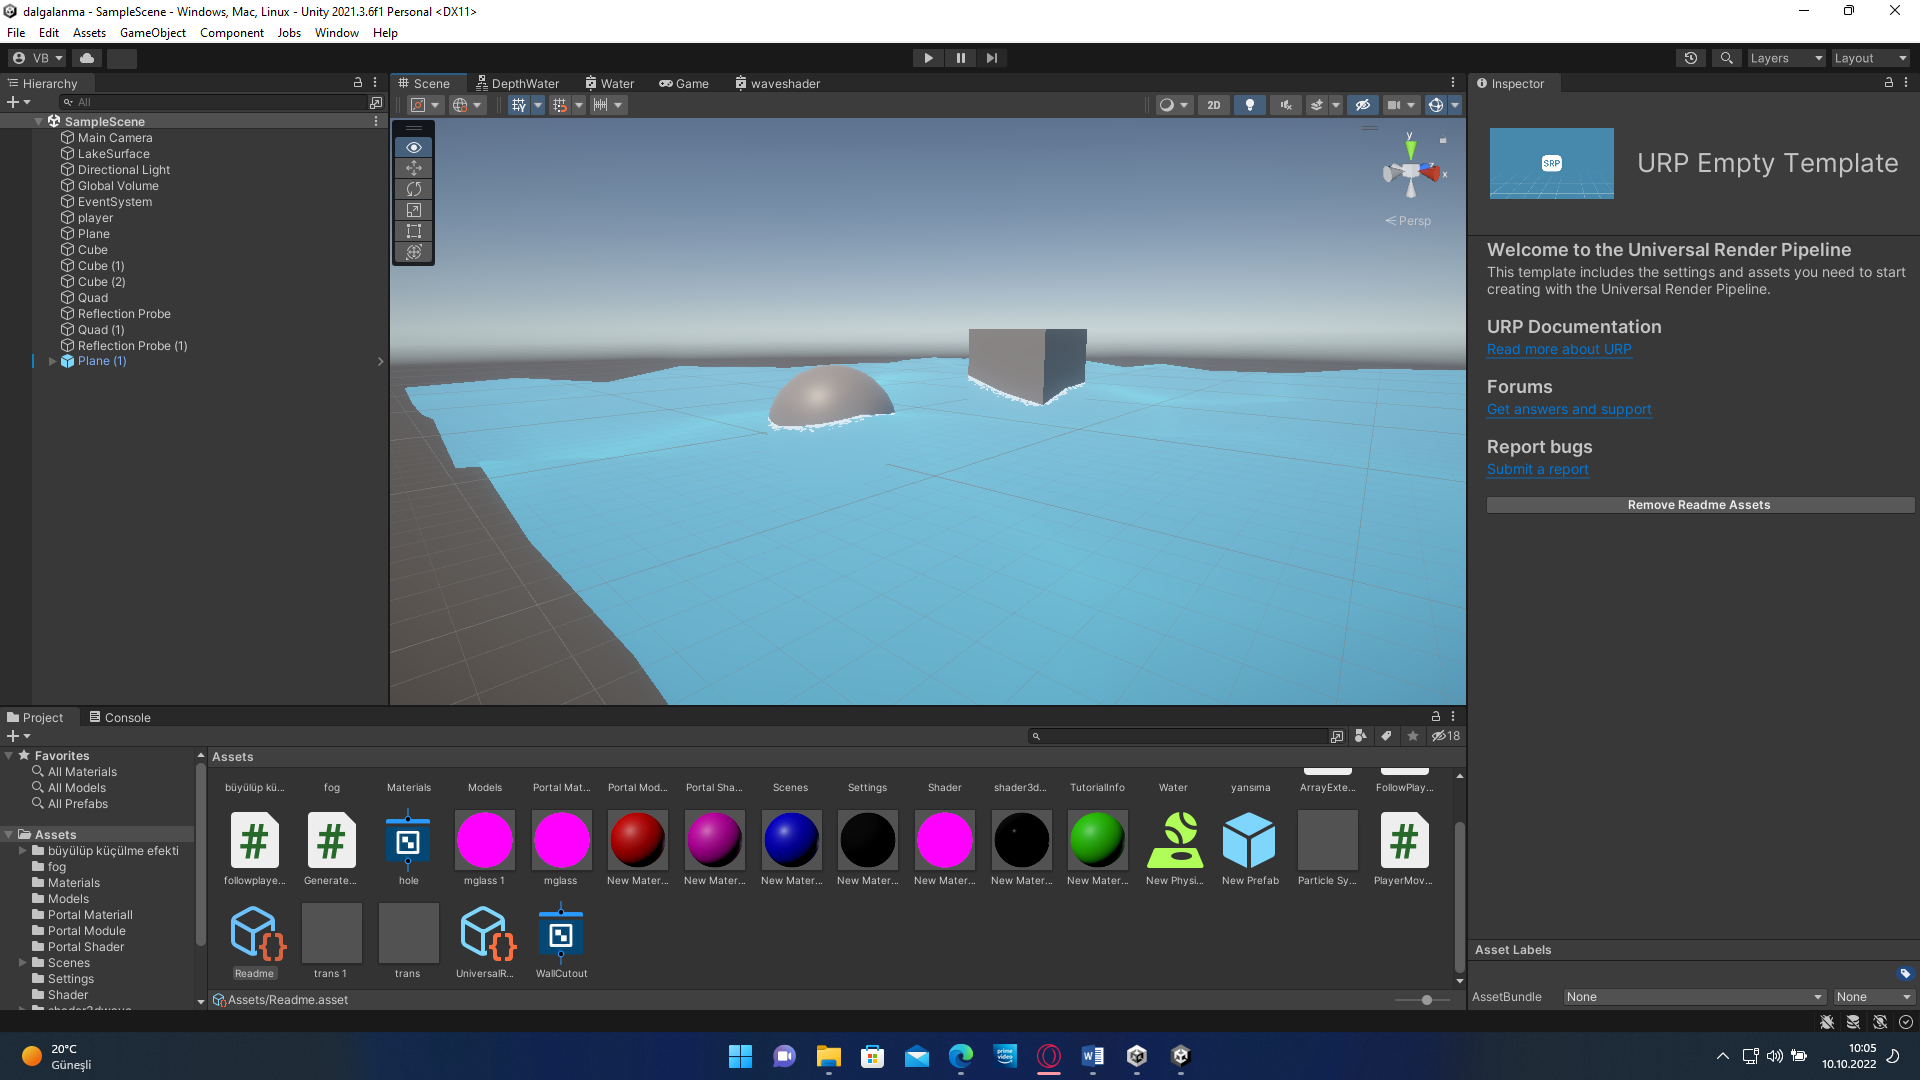 dalgalanma - SampleScene - Windows, Mac, Linux - Unity 2021.3.6f1 Personal <DX11>
File Edit Assets GameObject Component Jobs Window Help
VB
Layers
Layout
Hierarchy
Scene
DepthWater
Water
Game
waveshader
Inspector
All
2D
SampleScene
Main Camera
LakeSurface
Directional Light
Global Volume
EventSystem
player
Plane
Cube
Cube (1)
Cube (2)
Quad
Reflection Probe
Quad (1)
Reflection Probe (1)
Plane (1)
y
x
Persp
SRP
URP Empty Template
Welcome to the Universal Render Pipeline
This template includes the settings and assets you need to start
creating with the Universal Render Pipeline.
URP Documentation
Read more about URP
Forums
Get answers and support
Report bugs
Submit a report
Remove Readme Assets
Project
Console
18
Favorites
All Materials
All Models
All Prefabs
Assets
büyülüp küçülme efekti
fog
Materials
Models
Portal Materiall
Portal Module
Portal Shader
Scenes
Settings
Shader
Assets
büyülüp kü...
fog
Materials
Models
Portal Mat...
Portal Mod...
Portal Sha...
Scenes
Settings
Shader
shader3d...
TutorialInfo
Water
yansıma
ArrayExte...
FollowPlay...
followplaye...
Generate...
hole
mglass 1
mglass
New Mater...
New Mater...
New Mater...
New Mater...
New Mater...
New Mater...
New Mater...
New Physi...
New Prefab
Particle Sy...
PlayerMov...
Readme
trans 1
trans
UniversalR...
WallCutout
Assets/Readme.asset
Asset Labels
AssetBundle
None
None
20°C
Güneşli
prime video
10:05
10.10.2022